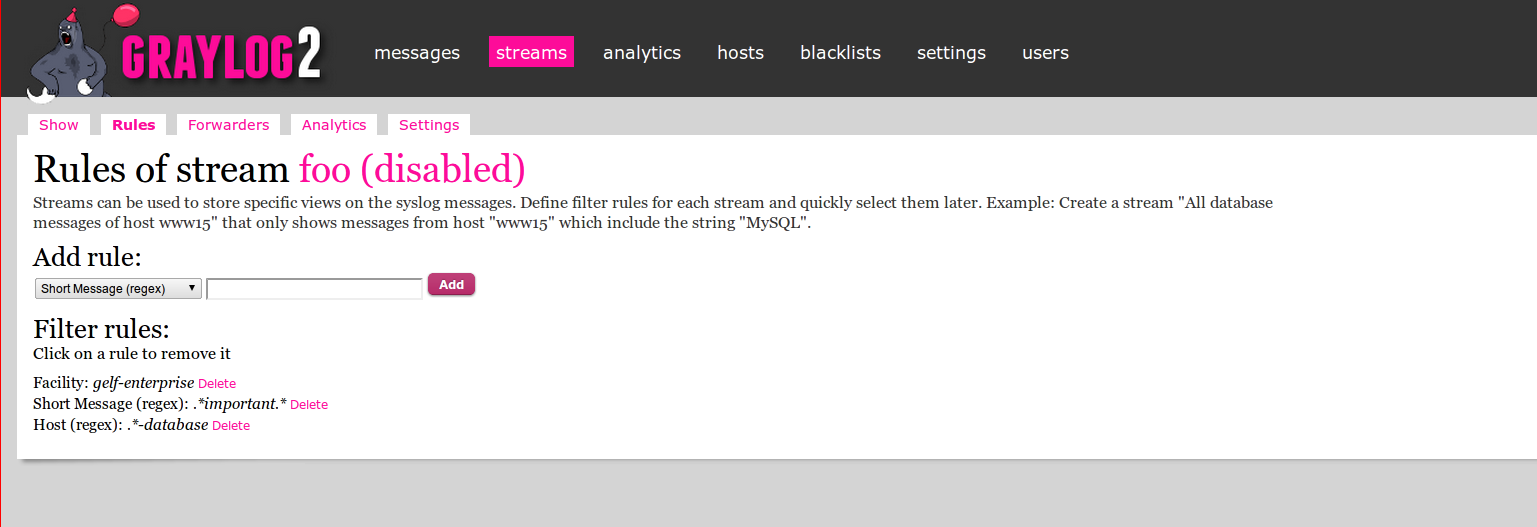 GRAYLOG2
messages streams analytics hosts blacklists settings users
Show Rules Forwarders Analytics Settings
Rules of stream foo (disabled)
Streams can be used to store specific views on the syslog messages. Define filter rules for each stream and quickly select them later. Example: Create a stream "All database
messages of host www15" that only shows messages from host "www15" which include the string "MySQL".
Add rule:
Short Message (regex) Add
Filter rules:
Click on a rule to remove it
Facility: gelf-enterprise Delete
Short Message (regex): .*important.* Delete
Host (regex): .*-database Delete